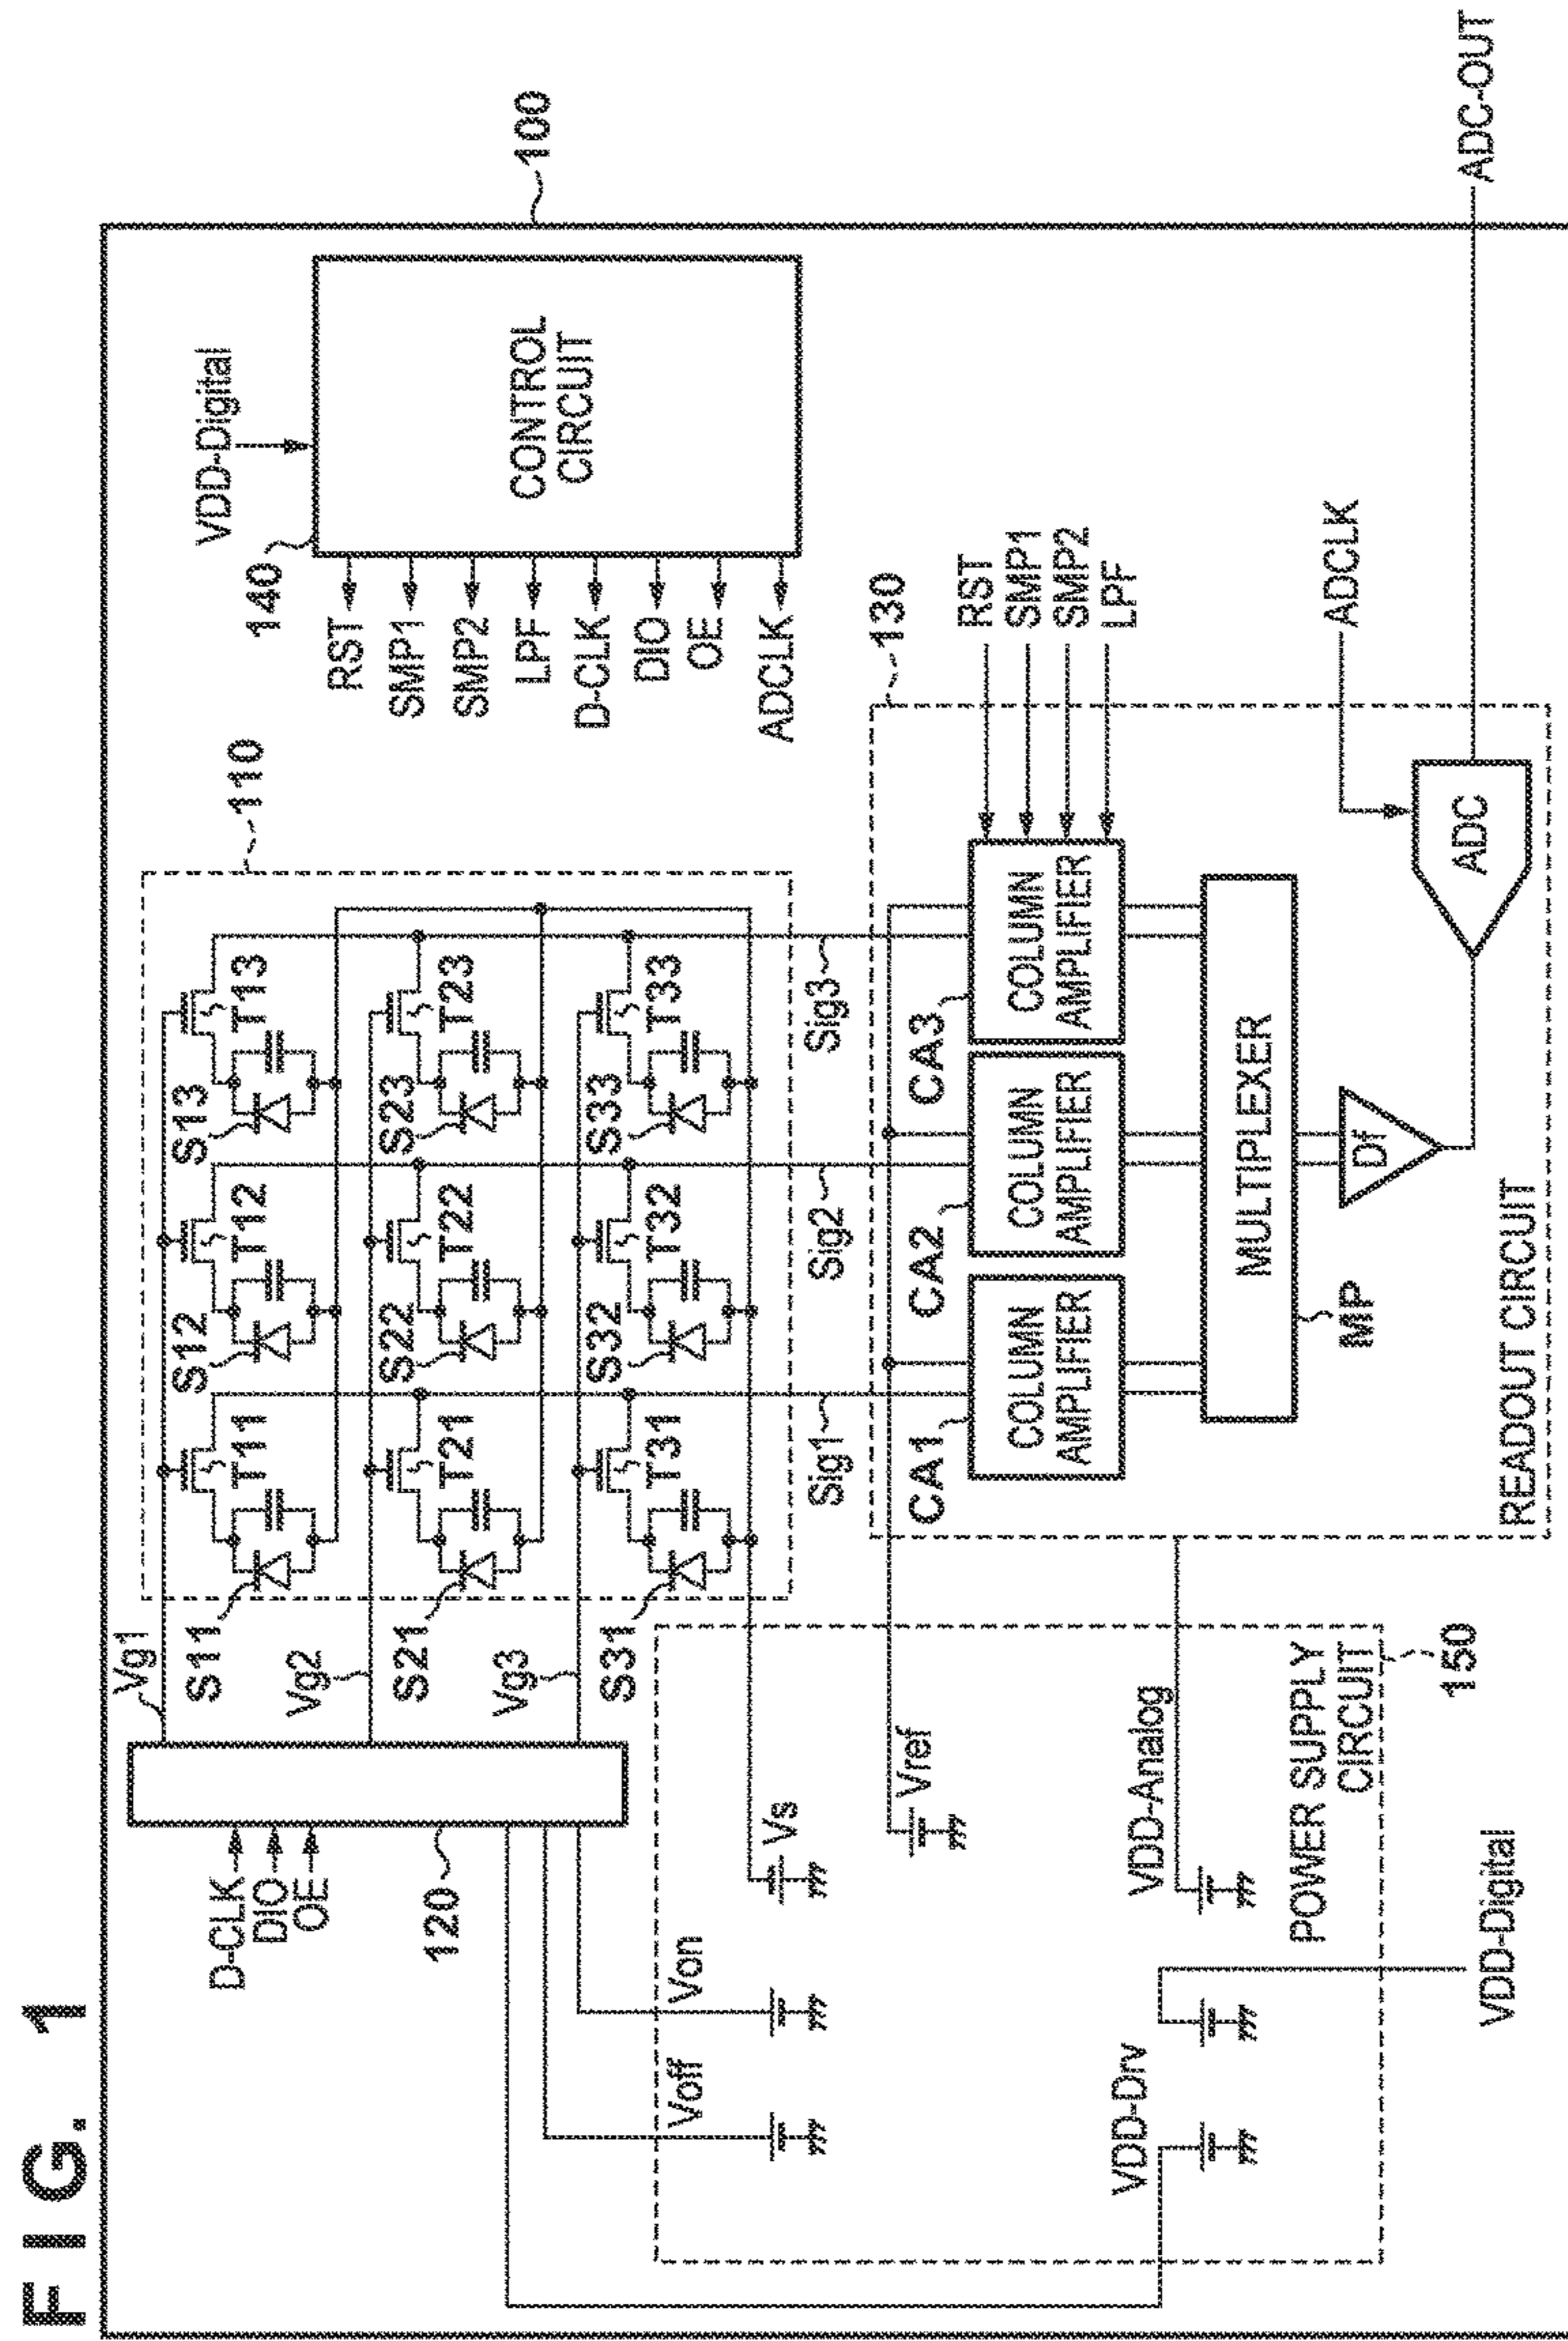 FIG. 1
100
Vg1
S11
T11
S12
T12
S13
T13
110
VDD-Digital
140
CONTROL
CIRCUIT
RST
SMP1
SMP2
LPF
D-CLK
DIO
OE
ADCLK
D-CLK
DIO
OE
120
Vg2
S21
T21
S22
T22
S23
T23
Vg3
S31
T31
S32
T32
S33
T33
Sig1
Sig2
Sig3
Voff
Von
Vs
Vref
VDD-Drv
VDD-Analog
POWER SUPPLY
CIRCUIT
150
VDD-Digital
130
RST
SMP1
SMP2
LPF
CA1
COLUMN
AMPLIFIER
CA2
COLUMN
AMPLIFIER
CA3
COLUMN
AMPLIFIER
MULTIPLEXER
MP
Df
ADCLK
ADC
ADC-OUT
READOUT CIRCUIT